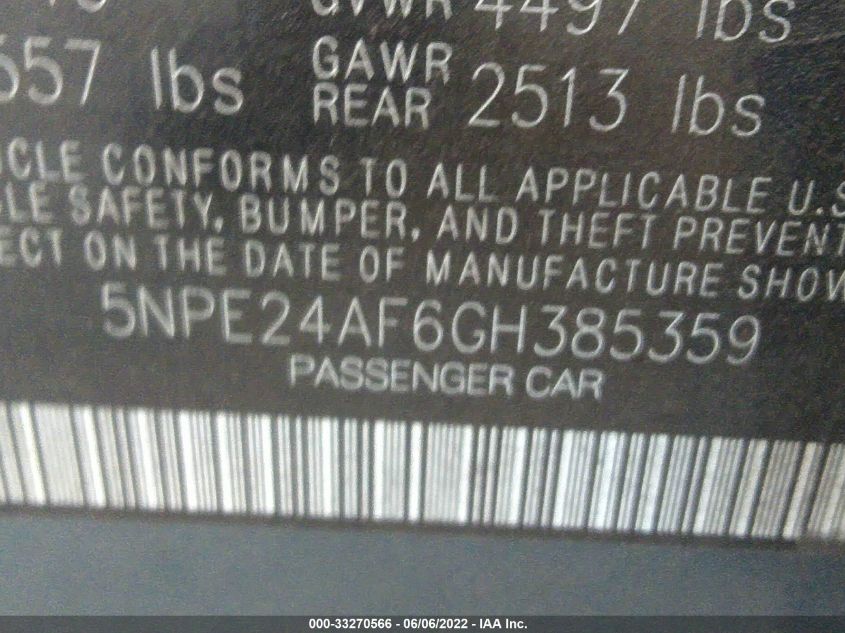 GVWR 4497 lbs
557 lbs GAWR REAR 2513 lbs
CLE CONFORMS TO ALL APPLICABLE U.S
LE SAFETY, BUMPER, AND THEFT PREVENT
ECT ON THE DATE OF MANUFACTURE SHOW
5NPE24AF6GH385359
PASSENGER CAR
000-33270566 - 06/06/2022 - IAA Inc.